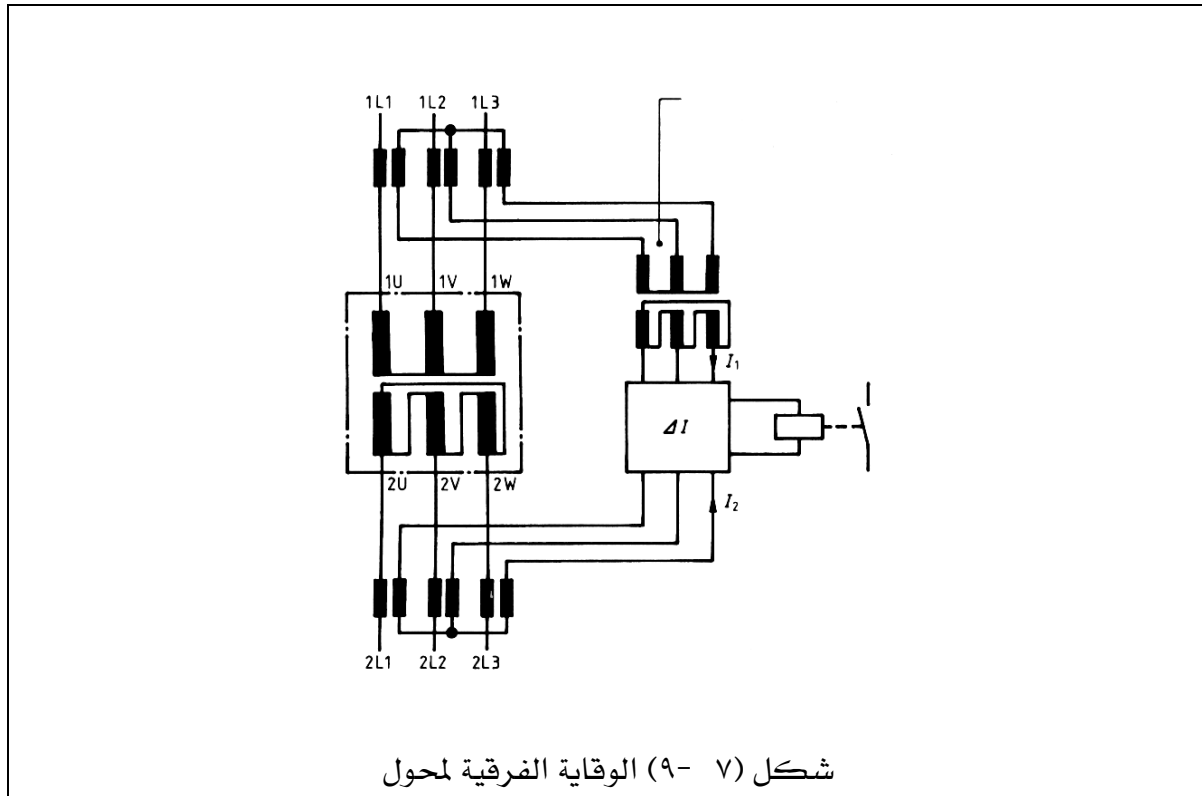 1L1 1L2 1L3
1U 1V 1W
I1
ΔI
2U 2V 2W
I2
2L1 2L2 2L3
شكل (٧ -٩) الوقاية الفرقية لمحول